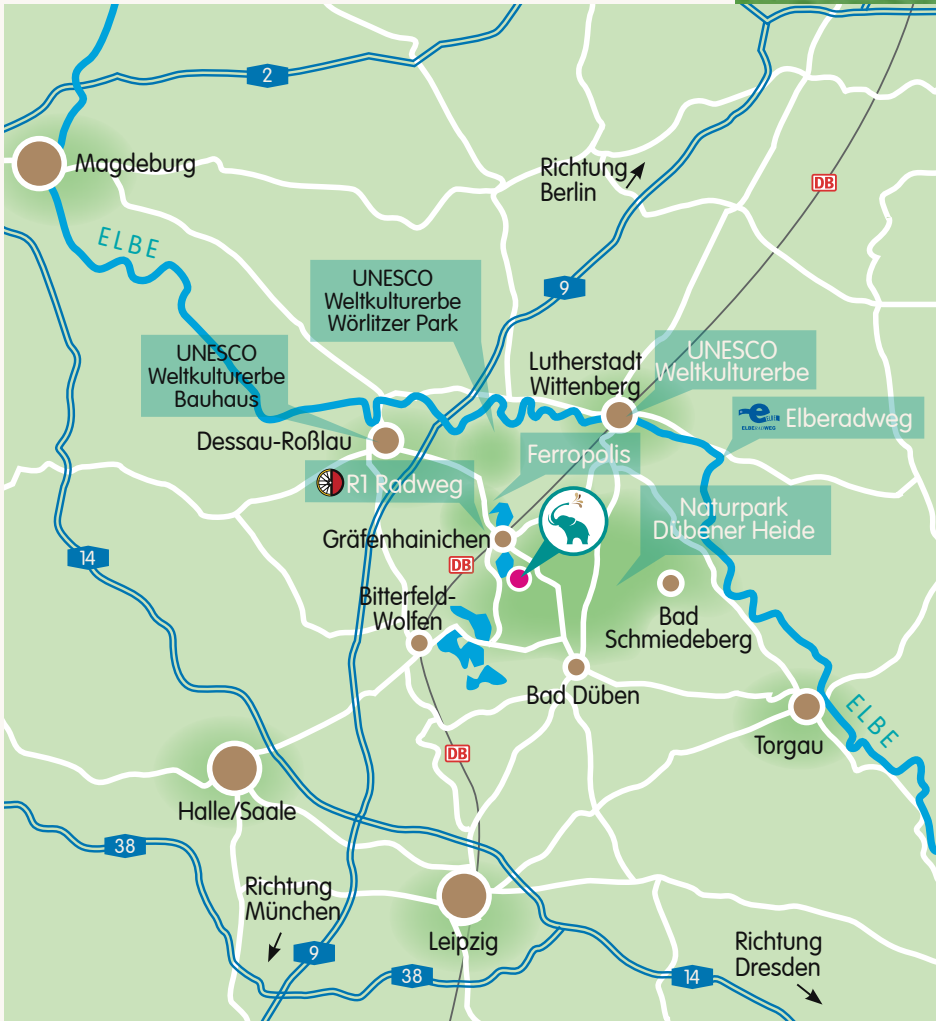 2
Magdeburg
Richtung
Berlin
DB
ELBE
UNESCO
Weltkulturerbe
Wörlitzer Park
9
UNESCO
Weltkulturerbe
Bauhaus
Lutherstadt
Wittenberg
UNESCO
Weltkulturerbe
ELBERADWEG
Elberadweg
Dessau-Roßlau
Ferropolis
R1 Radweg
Naturpark
Dübener Heide
Gräfenhainichen
14
DB
Bitterfeld-
Wolfen
Bad
Schmiedeberg
Bad Düben
ELBE
Torgau
DB
Halle/Saale
38
Richtung
München
Leipzig
9
38
14
Richtung
Dresden